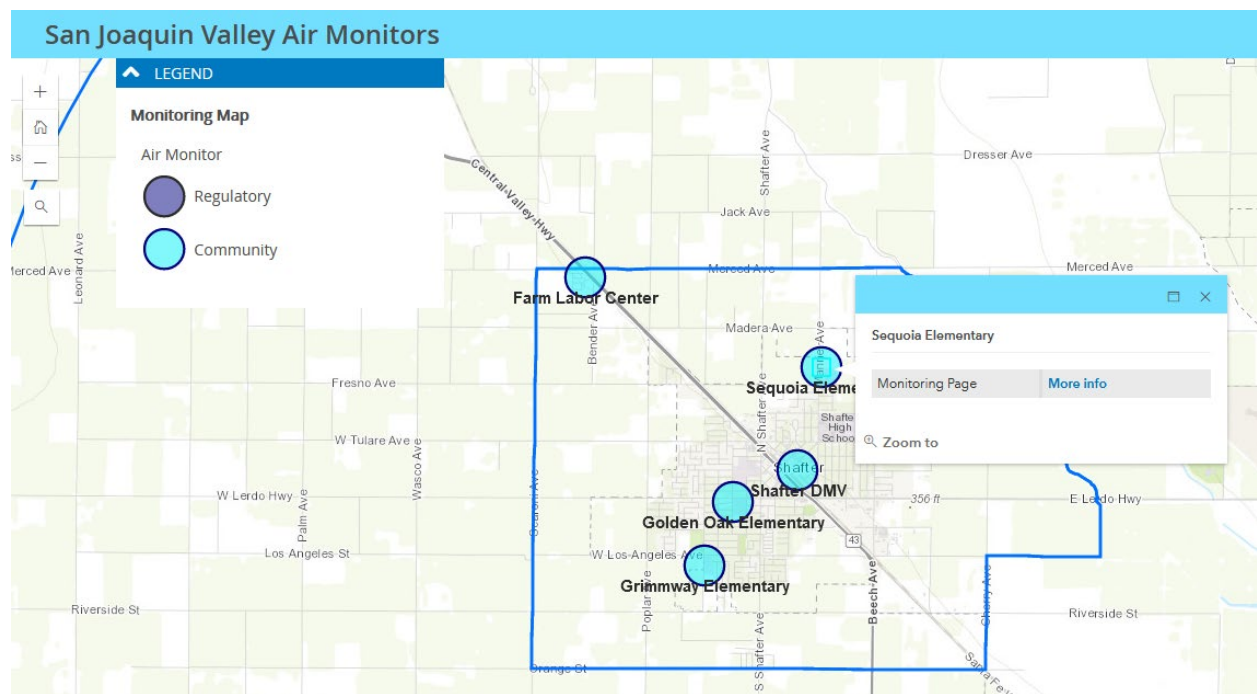 San Joaquin Valley Air Monitors
LEGEND
Monitoring Map
Air Monitor
Regulatory
Community
Central-Valley-Hwy
Shafter Ave
Dresser Ave
Jack Ave
Merced Ave
Leonard Ave
Merced Ave
Merced Ave
Farm Labor Center
Bender Ave
Madera Ave
Sequoia Elementary
Monitoring Page
More info
Zoom to
Fresno Ave
N Shafter Ave
Shafter
DMV
Shafter DMV
W Tulare Ave
Wasco Ave
High
W Lerdo Hwy
Palm Ave
356 ft
E Lerdo Hwy
Golden Oak Elementary
43
Los Angeles St
W Los Angeles Ave
Grimmway Elementary
Poplar Ave
Beech-Ave
Cherry Ave
Riverside St
Riverside St
Orange St
S Shafter Ave